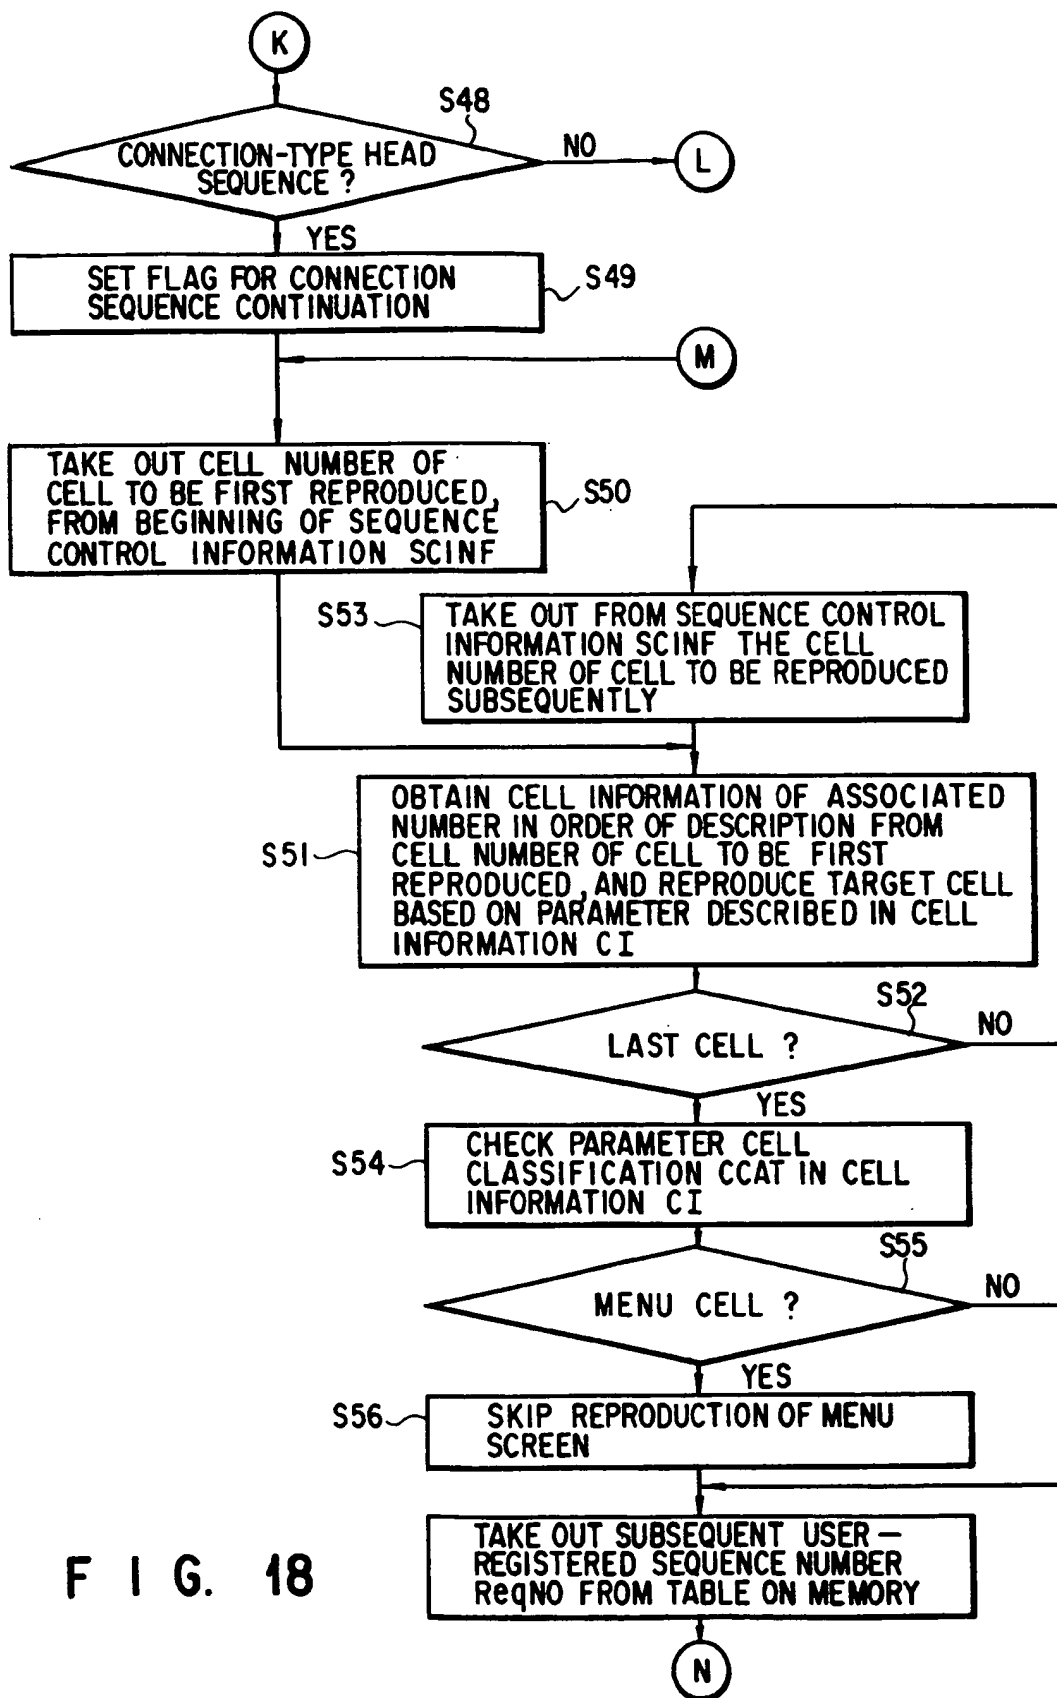 K
S48
CONNECTION-TYPE HEAD
SEQUENCE ?
NO
L
YES
SET FLAG FOR CONNECTION
SEQUENCE CONTINUATION
S49
M
TAKE OUT CELL NUMBER OF
CELL TO BE FIRST REPRODUCED,
FROM BEGINNING OF SEQUENCE
CONTROL INFORMATION SCINF
S50
S53
TAKE OUT FROM SEQUENCE CONTROL
INFORMATION SCINF THE CELL
NUMBER OF CELL TO BE REPRODUCED
SUBSEQUENTLY
S51
OBTAIN CELL INFORMATION OF ASSOCIATED
NUMBER IN ORDER OF DESCRIPTION FROM
CELL NUMBER OF CELL TO BE FIRST
REPRODUCED, AND REPRODUCE TARGET CELL
BASED ON PARAMETER DESCRIBED IN CELL
INFORMATION CI
S52
LAST CELL ?
NO
YES
S54
CHECK PARAMETER CELL
CLASSIFICATION CCAT IN CELL
INFORMATION CI
S55
MENU CELL ?
NO
YES
S56
SKIP REPRODUCTION OF MENU
SCREEN
TAKE OUT SUBSEQUENT USER—
REGISTERED SEQUENCE NUMBER
ReqNO FROM TABLE ON MEMORY
N
FIG. 18